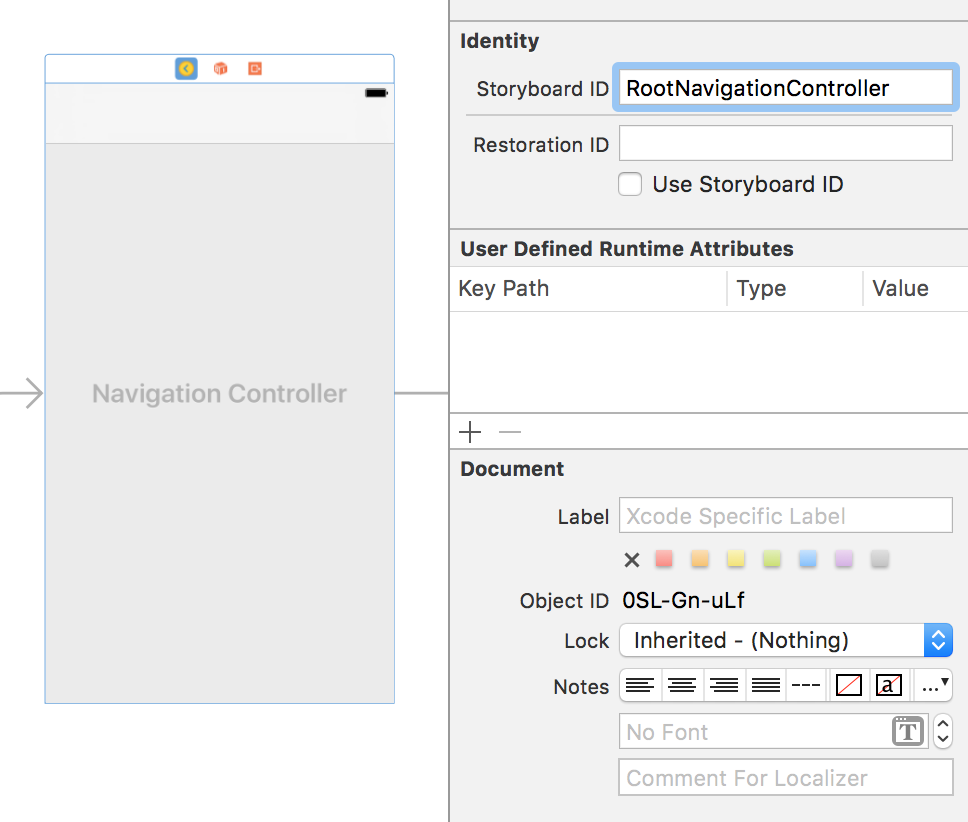 Identity
Storyboard ID RootNavigationController
Restoration ID
Use Storyboard ID
User Defined Runtime Attributes
Key Path Type Value
Navigation Controller
Document
Label Xcode Specific Label
Object ID 0SL-Gn-uLf
Lock Inherited - (Nothing)
Notes a ...
No Font T
Comment For Localizer